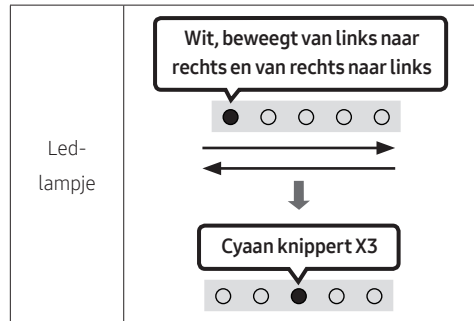 Wit, beweegt van links naar
rechts en van rechts naar links
Led-
lampje
Cyaan knippert X3